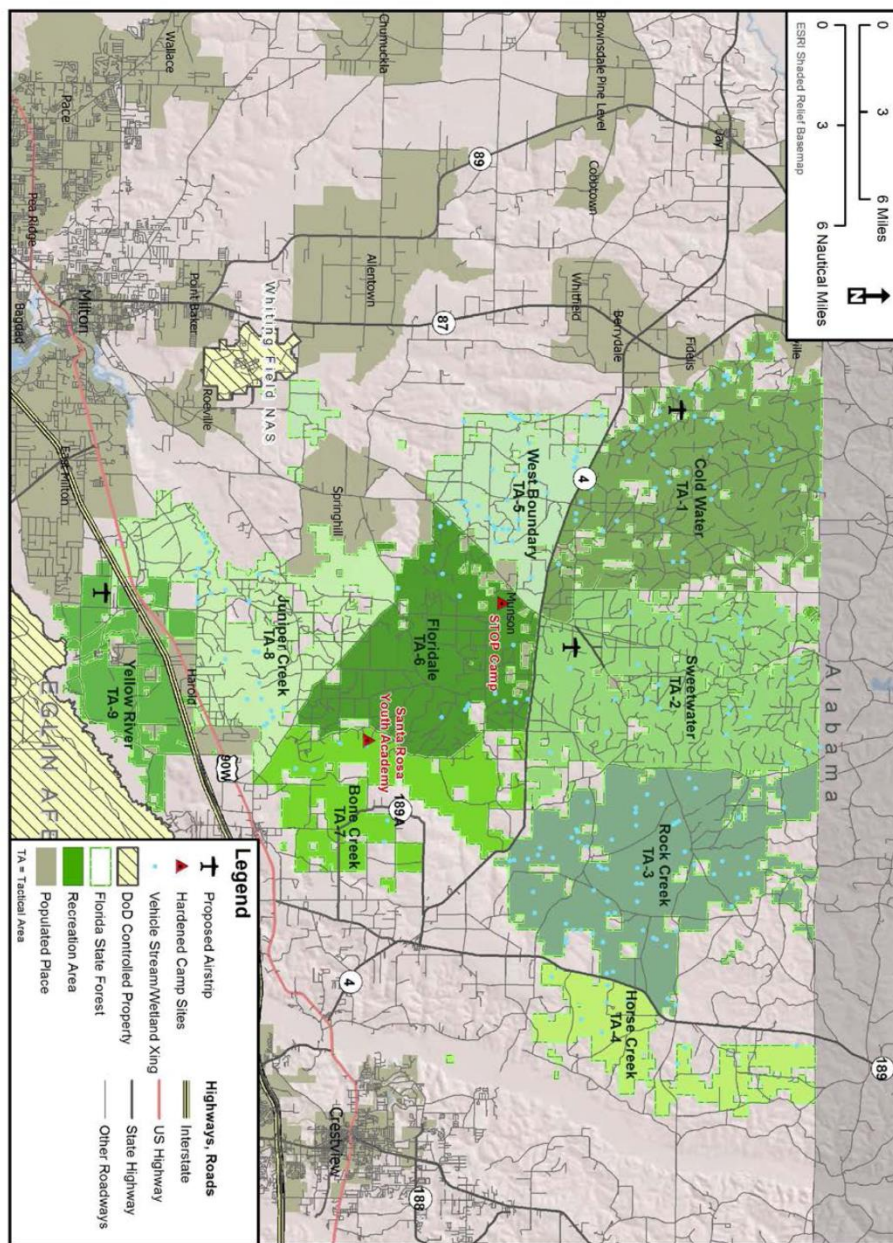 0 3 6 Nautical Miles
0 3 6 Miles
N
ESRI Shaded Relief Basemap
Alabama
189
ville
Fidelis
Jay
Berrydale
Cold Water
TA-1
Sweetwater
TA-2
Rock Creek
TA-3
Horse Creek
TA-4
4
Brownsdale
Pine Level
Cobbtown
Whitfield
West Boundary
TA-5
Munson
STOP Camp
89
87
Chumuckla
Allentown
Floridale
TA-6
Santa Rosa
Youth Academy
189A
Bone Creek
TA-7
188
4
Crestview
Springhill
Whiting Field NAS
Juniper Creek
TA-8
Wallace
Point Baker
Roeville
Harold
90W
Pace
Pea Ridge
Milton
East Milton
Bagdad
Yellow River
TA-9
EGLIN AFB
Legend
Proposed Airstrip
Hardened Camp Sites
Vehicle Stream/Wetland Xing
DoD Controlled Property
Florida State Forest
Recreation Area
Populated Place
TA = Tactical Area
Highways, Roads
Interstate
US Highway
State Highway
Other Roadways